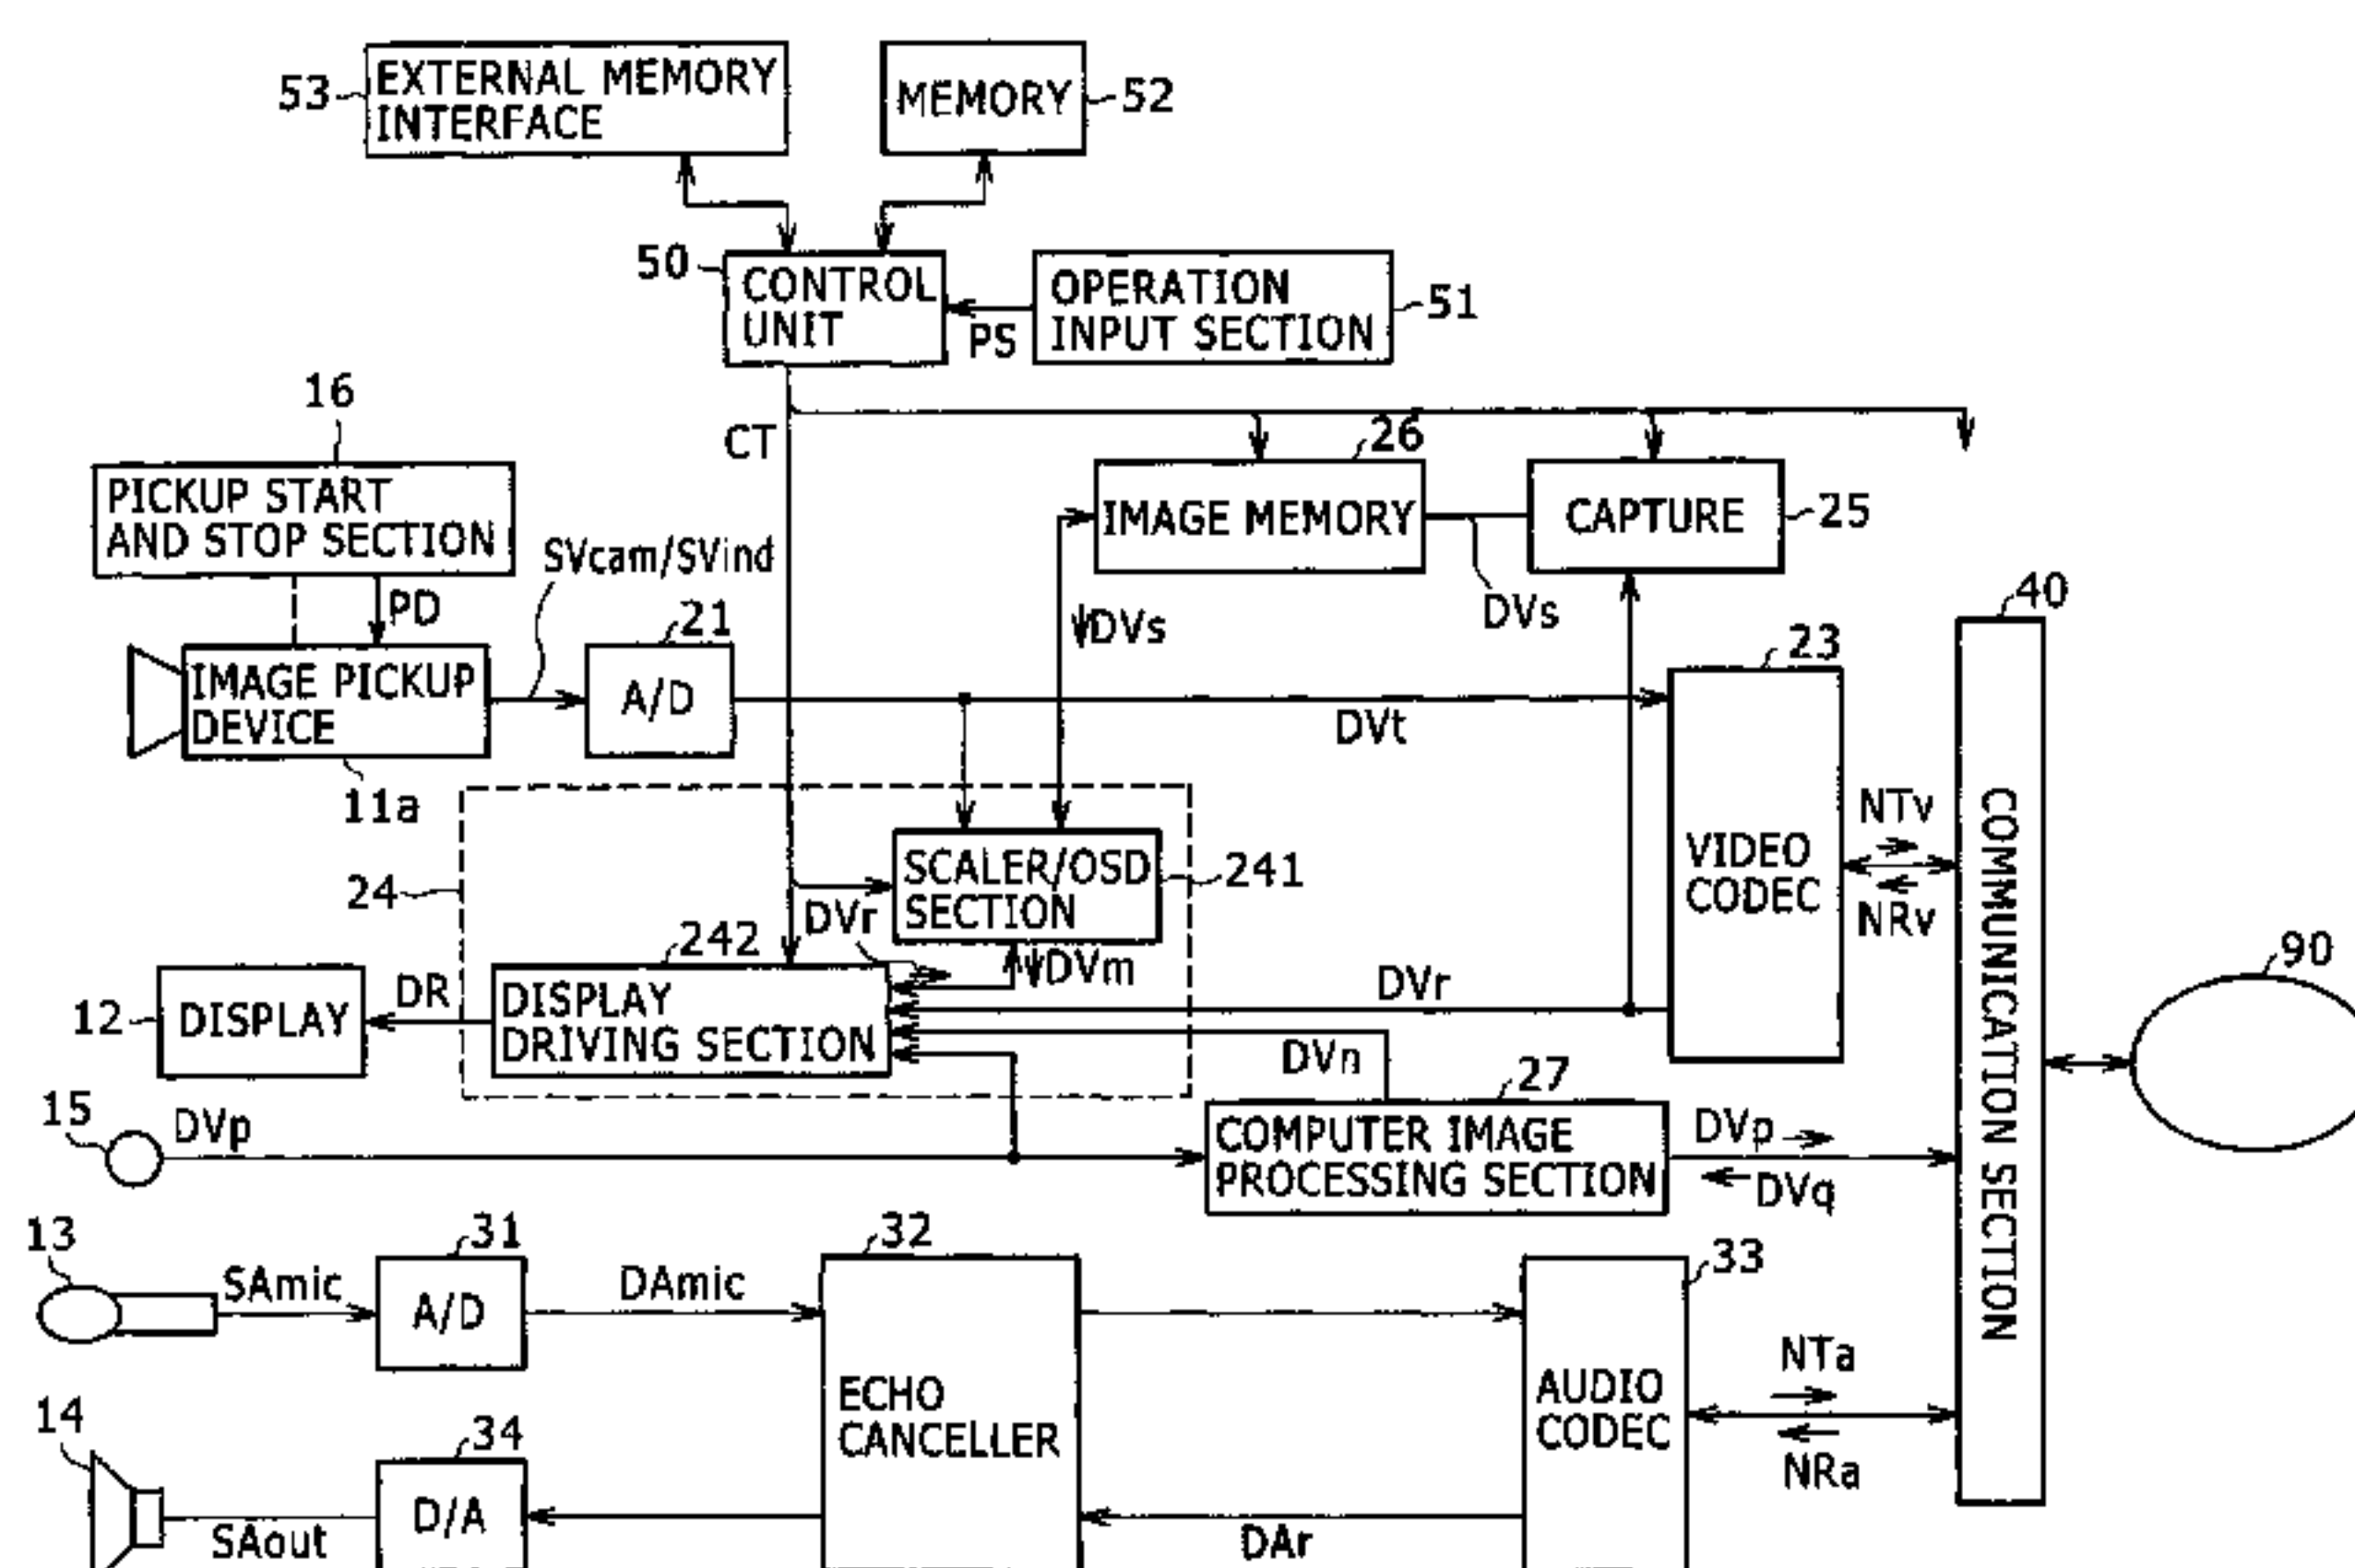 53
EXTERNAL MEMORY
INTERFACE
MEMORY
52
50
CONTROL
UNIT
PS
OPERATION
INPUT SECTION
51
16
CT
PICKUP START
AND STOP SECTION
PD
SVcam/SVind
26
IMAGE MEMORY
CAPTURE
25
DVs
DVs
40
21
23
IMAGE PICKUP
DEVICE
11a
A/D
DVt
VIDEO
CODEC
NTv
NRv
COMMUNICATION SECTION
90
24
SCALER/OSD
SECTION
241
DVr
242
DVm
DVr
12
DISPLAY
DR
DISPLAY
DRIVING SECTION
DVn
27
15
DVp
COMPUTER IMAGE
PROCESSING SECTION
DVp
DVq
13
SAmic
31
A/D
DAmic
32
ECHO
CANCELLER
33
AUDIO
CODEC
NTa
NRa
14
SAout
34
D/A
DAr